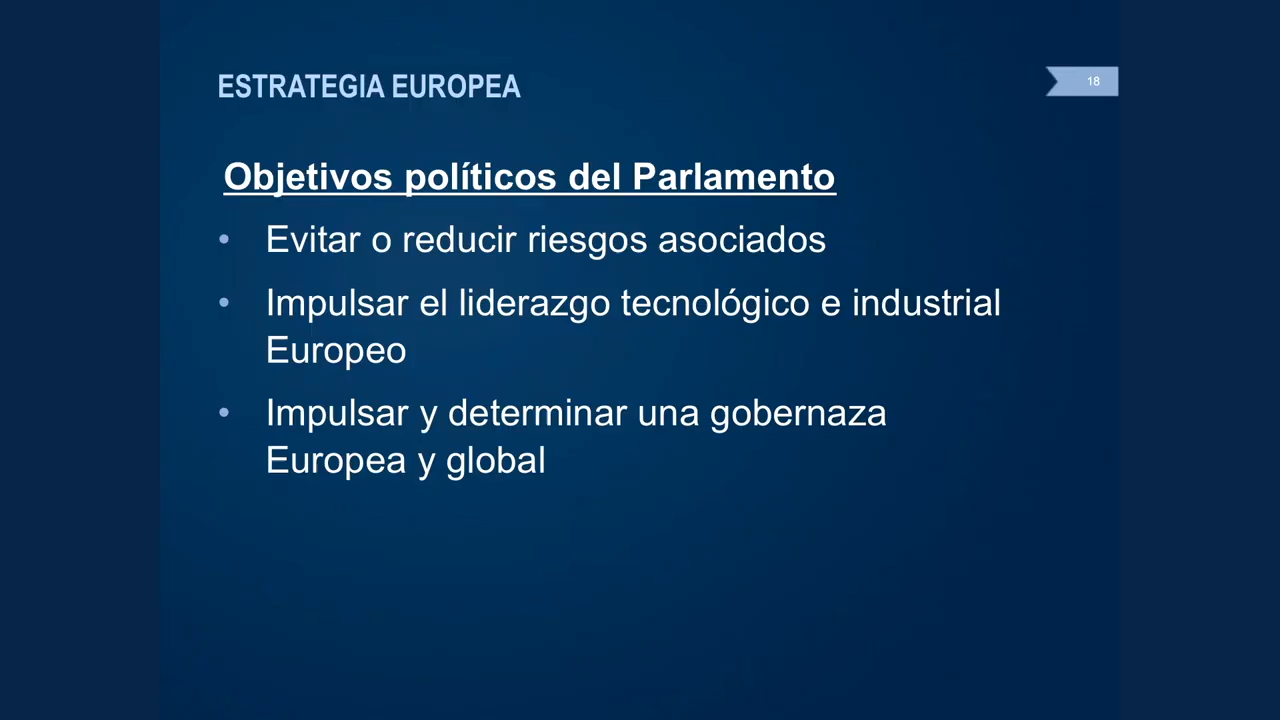 ESTRATEGIA EUROPEA
18
Objetivos políticos del Parlamento
• Evitar o reducir riesgos asociados
• Impulsar el liderazgo tecnológico e industrial
Europeo
• Impulsar y determinar una gobernaza
Europea y global